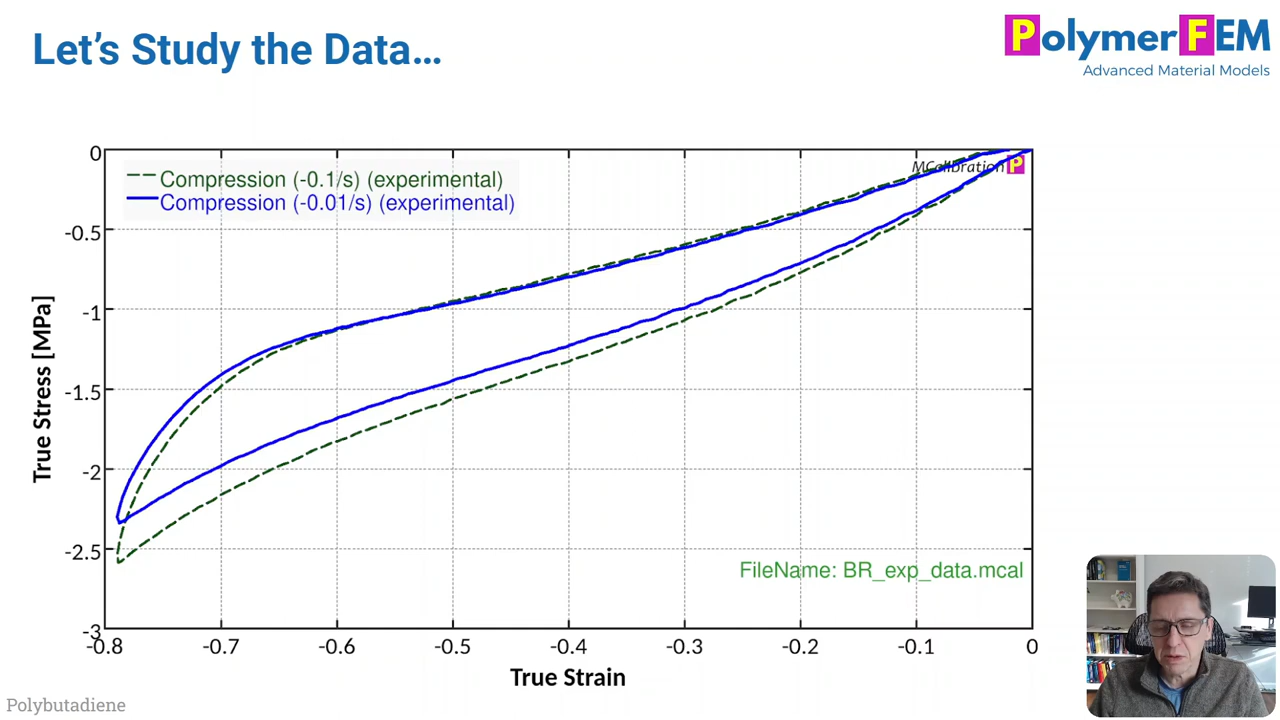 Let's Study the Data...
PolymerFEM
Advanced Material Models
Compression (-0.1/s) (experimental)
Compression (-0.01/s) (experimental)
MCalibration P
0
-0.5
-1
-1.5
-2
-2.5
-3
True Stress [MPa]
-0.8
-0.7
-0.6
-0.5
-0.4
-0.3
-0.2
-0.1
0
True Strain
FileName: BR_exp_data.mcal
Polybutadiene